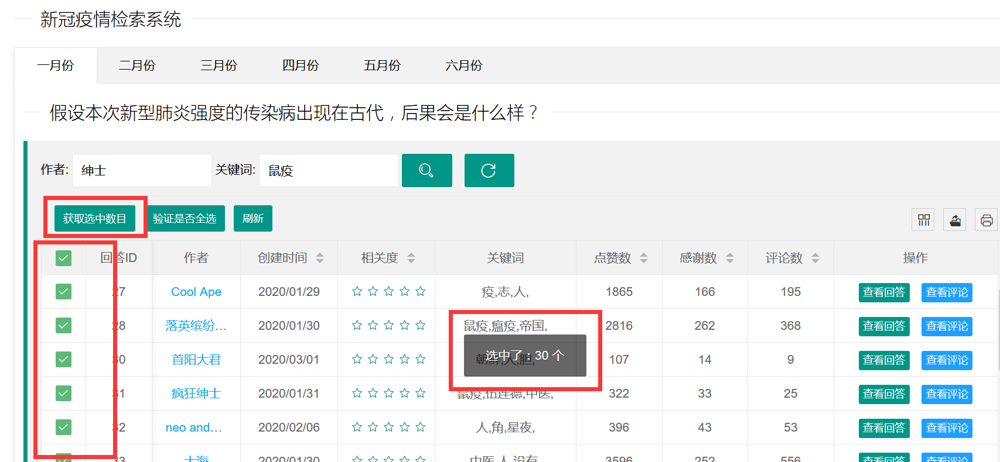 新冠疫情检索系统
一月份 二月份 三月份 四月份 五月份 六月份
假设本次新型肺炎强度的传染病出现在古代，后果会是什么样？
作者: 绅士 关键词: 鼠疫
获取选中数目 验证是否全选 刷新
回答ID 作者 创建时间 相关度 关键词 点赞数 感谢数 评论数 操作
27 Cool Ape 2020/01/29 疫,志,人, 1865 166 195 查看回答 查看评论
28 落英缤纷… 2020/01/30 鼠疫,瘟疫,帝国, 2816 262 368 查看回答 查看评论
30 首阳大君 2020/03/01 朝鲜,人,胆, 107 14 9 查看回答 查看评论
选中了：30 个
31 疯狂绅士 2020/01/31 鼠疫,伍连德,中医, 322 33 25 查看回答 查看评论
32 neo and… 2020/02/06 人,角,星夜, 396 43 53 查看回答 查看评论
33 大海 2020/01/30 中医,人,没有 3596 252 556 查看回答 查看评论